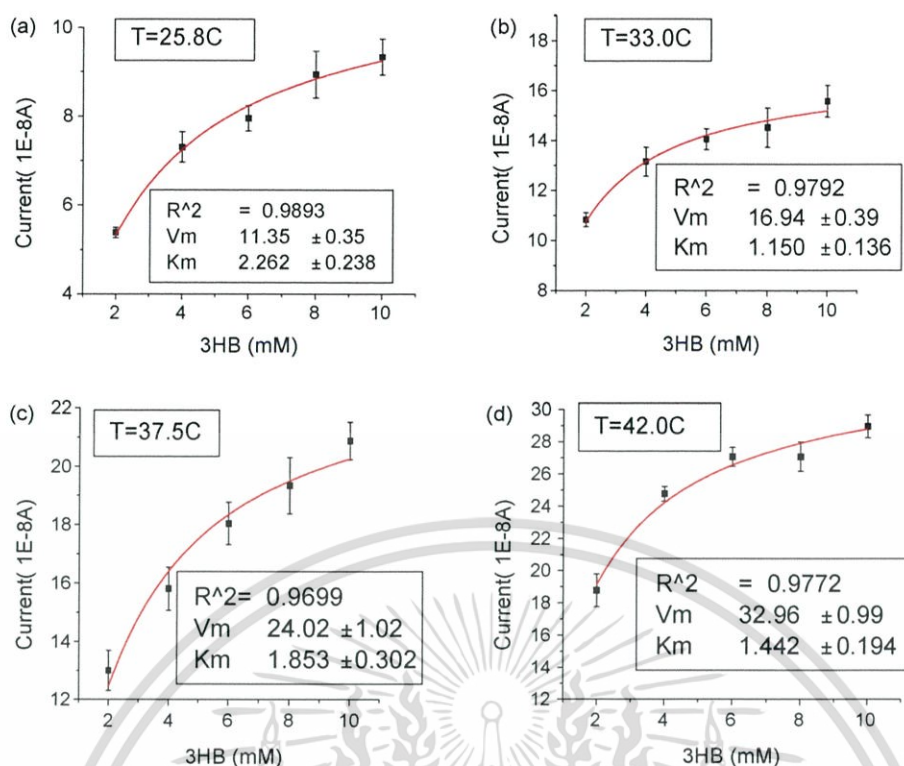 (a)
T=25.8C
10
8
6
4
Current( 1E-8A)
R^2 = 0.9893
Vm 11.35 ±0.35
Km 2.262 ±0.238
2 4 6 8 10
3HB (mM)
(b)
T=33.0C
18
16
14
12
10
8
Current( 1E-8A)
R^2 = 0.9792
Vm 16.94 ±0.39
Km 1.150 ±0.136
2 4 6 8 10
3HB (mM)
(c)
T=37.5C
22
20
18
16
14
12
Current( 1E-8A)
R^2= 0.9699
Vm 24.02 ±1.02
Km 1.853 ±0.302
2 4 6 8 10
3HB (mM)
(d)
T=42.0C
30
28
26
24
22
20
18
16
14
12
Current( 1E-8A)
R^2 = 0.9772
Vm 32.96 ±0.99
Km 1.442 ±0.194
2 4 6 8 10
3HB (mM)